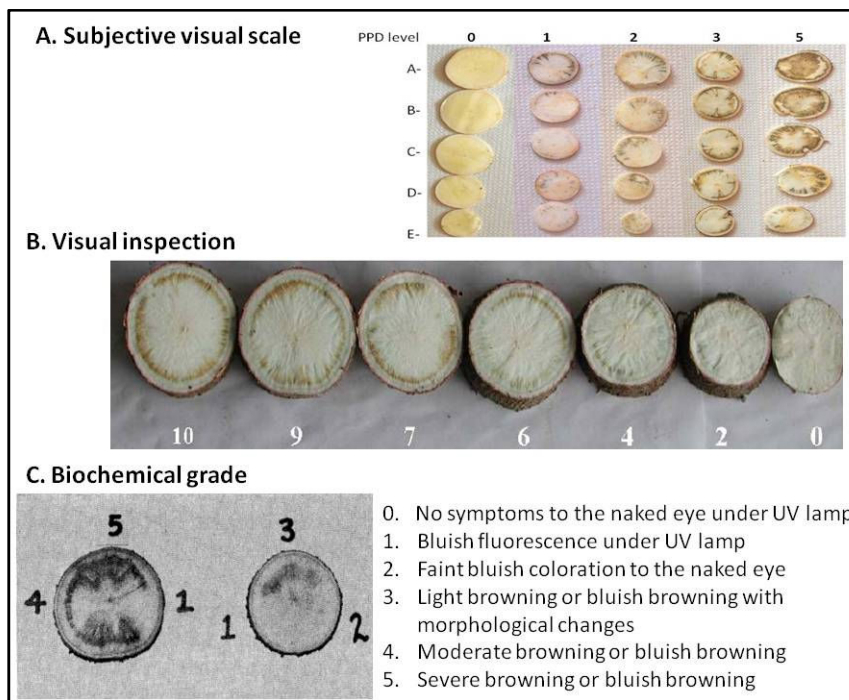 A. Subjective visual scale
PPD level 0 1 2 3 5
A-
B-
C-
D-
E-
B. Visual inspection
10 9 7 6 4 2 0
C. Biochemical grade
5
4
1
3
1
2
0. No symptoms to the naked eye under UV lamp
1. Bluish fluorescence under UV lamp
2. Faint bluish coloration to the naked eye
3. Light browning or bluish browning with
morphological changes
4. Moderate browning or bluish browning
5. Severe browning or bluish browning